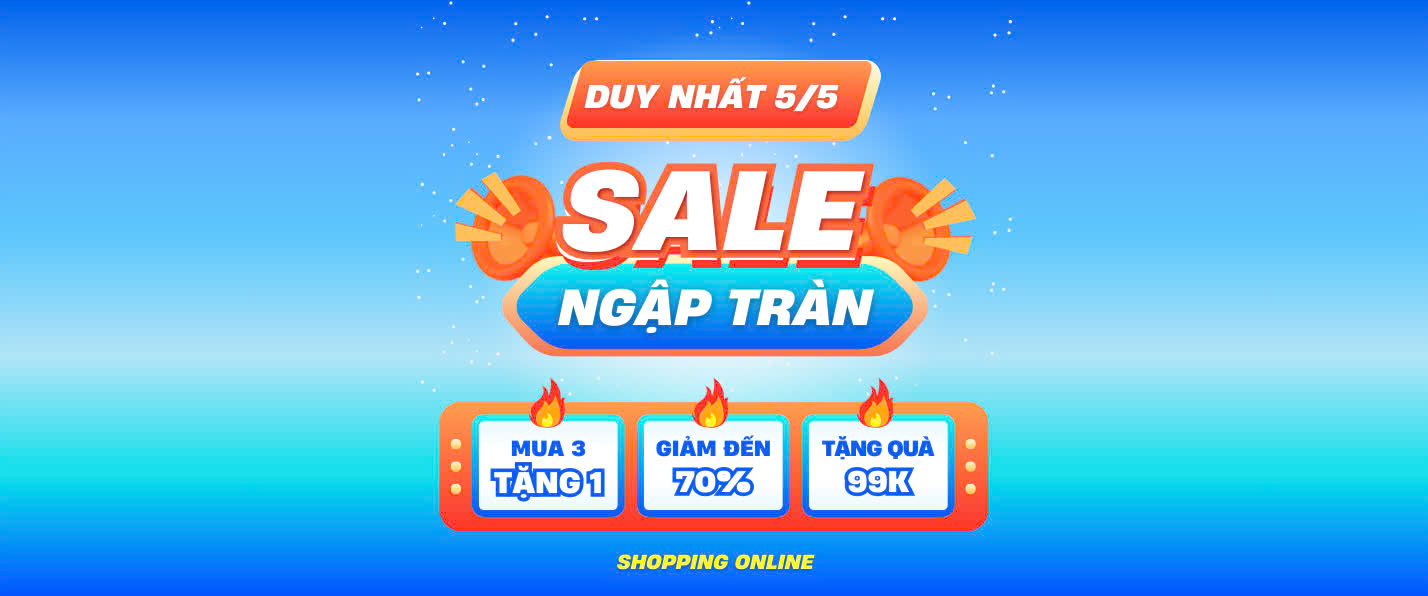 DUY NHẤT 5/5
SALE
NGẬP TRÀN
MUA 3
TẶNG 1
GIẢM ĐẾN
70%
TẶNG QUÀ
99K
SHOPPING ONLINE